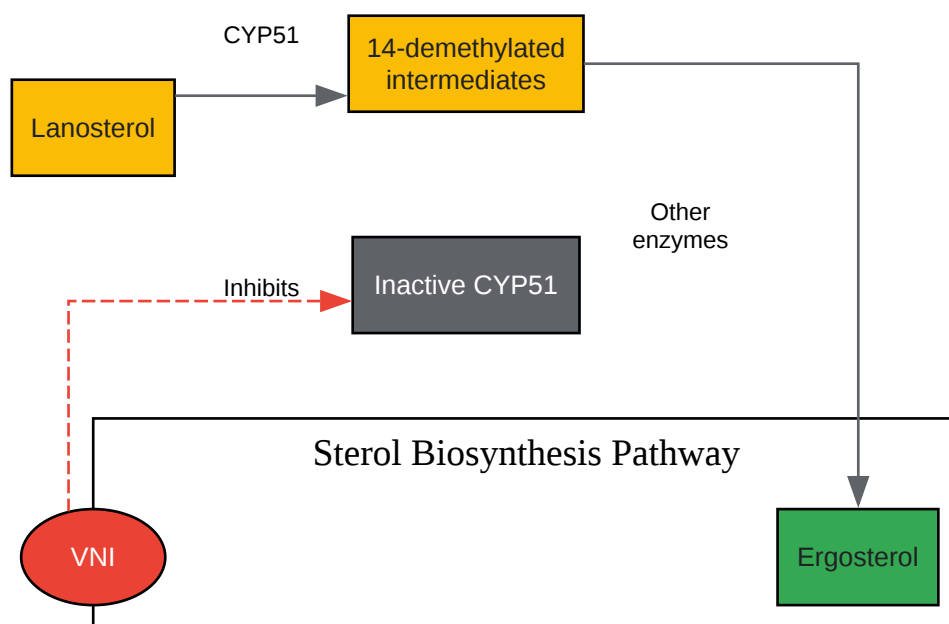 CYP51
14-demethylated
intermediates
Lanosterol
Other
enzymes
Inactive CYP51
Inhibits
Sterol Biosynthesis Pathway
VNI
Ergosterol